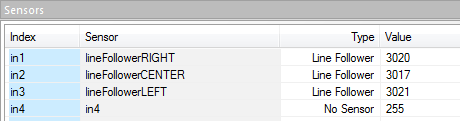 Sensors
Index Sensor Type Value
in1 lineFollowerRIGHT Line Follower 3020
in2 lineFollowerCENTER Line Follower 3017
in3 lineFollowerLEFT Line Follower 3021
in4 in4 No Sensor 255